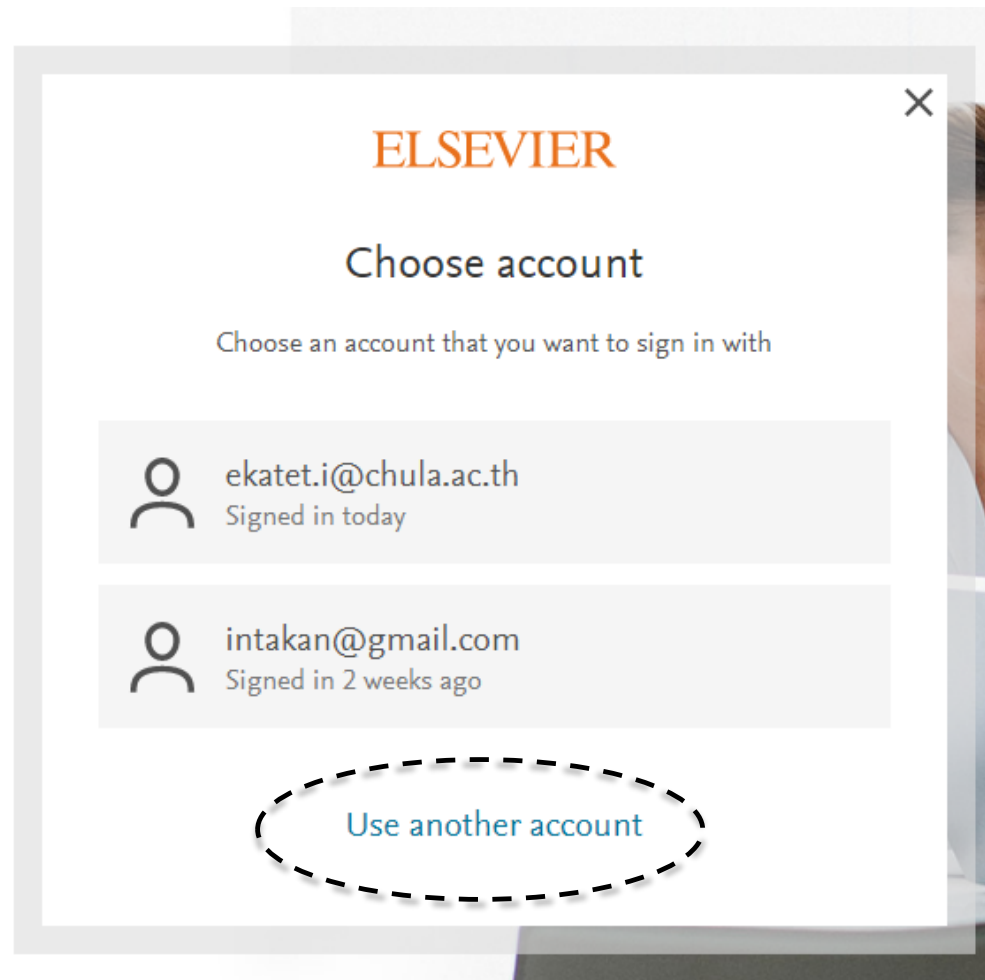 ELSEVIER
Choose account
Choose an account that you want to sign in with
ekatet.i@chula.ac.th
Signed in today
intakan@gmail.com
Signed in 2 weeks ago
Use another account